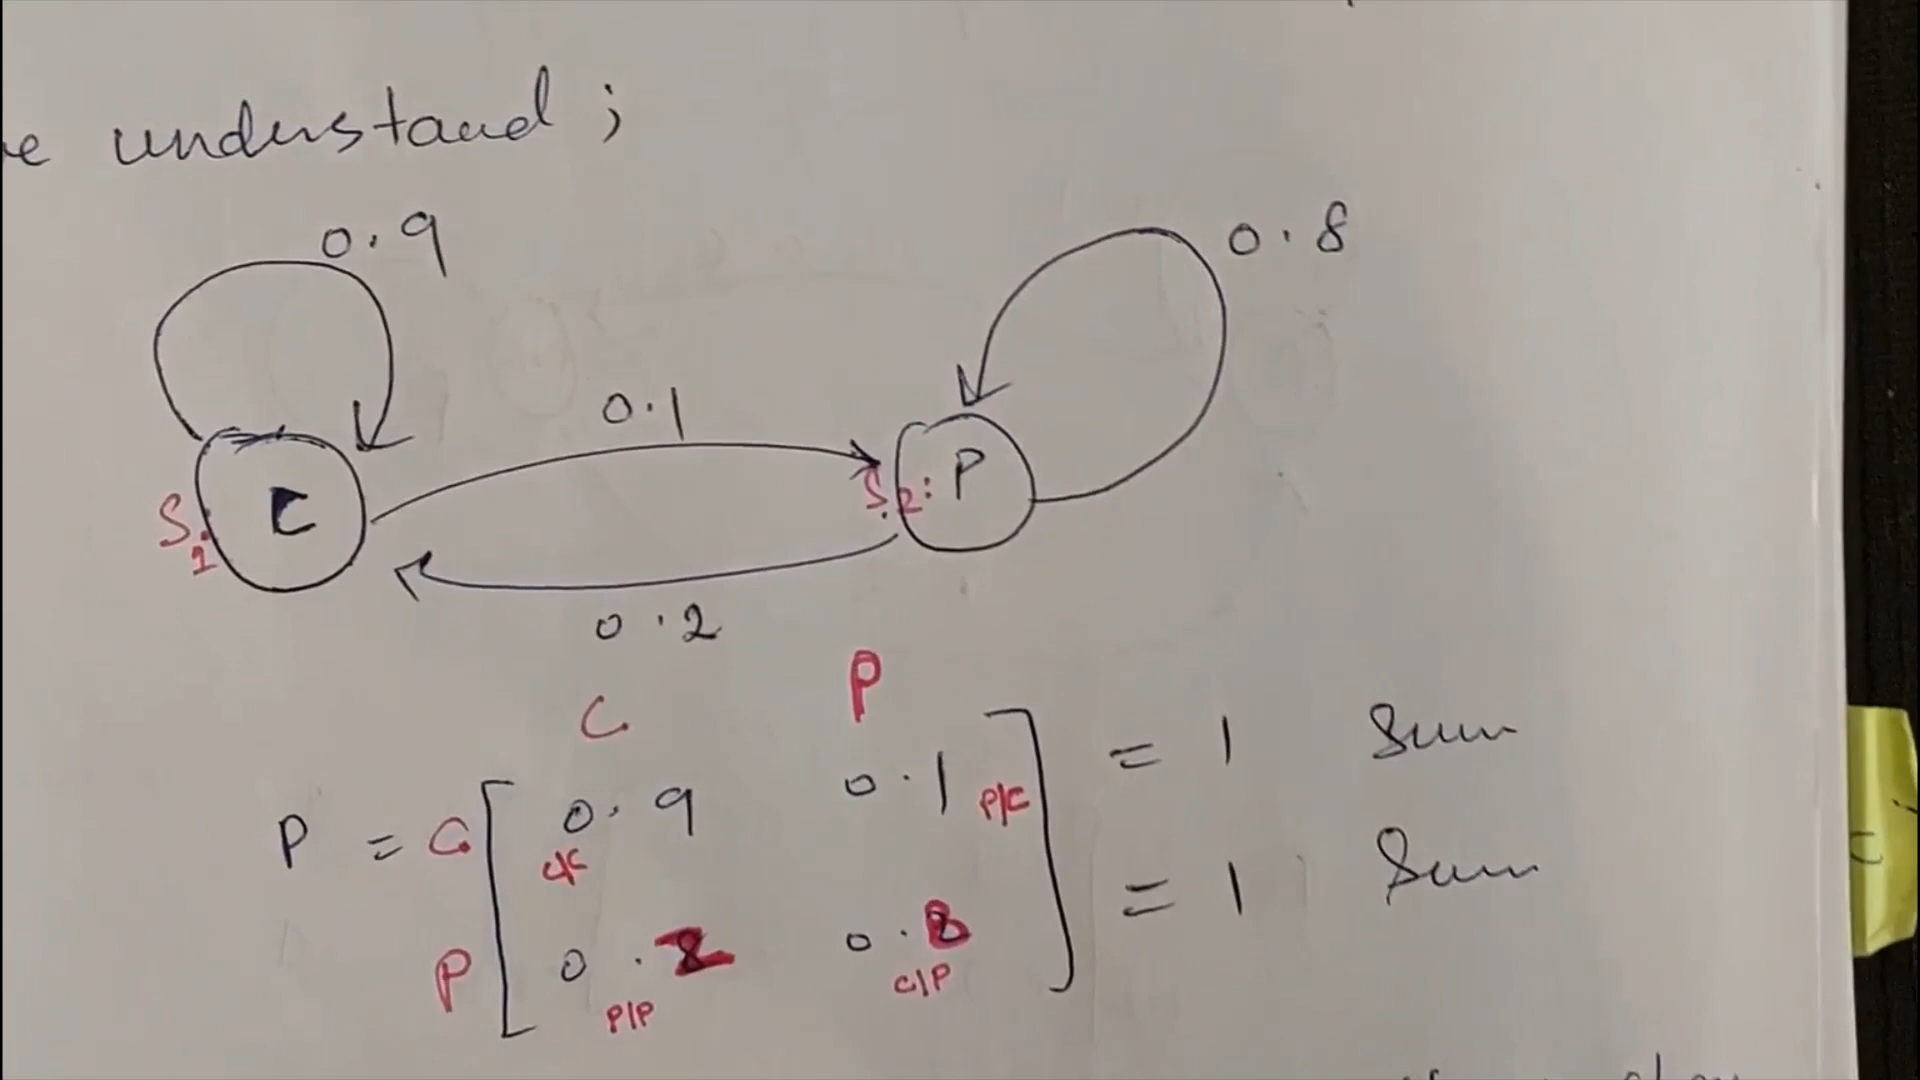 e understand ;
0.9
0.8
0.1
S1 C
S.2: P
0.2
C P
P = C [ 0.9 0.1 ] = 1 Sum
C/C P/C
P 0.2 0.8 = 1 Sum
P/P C/P